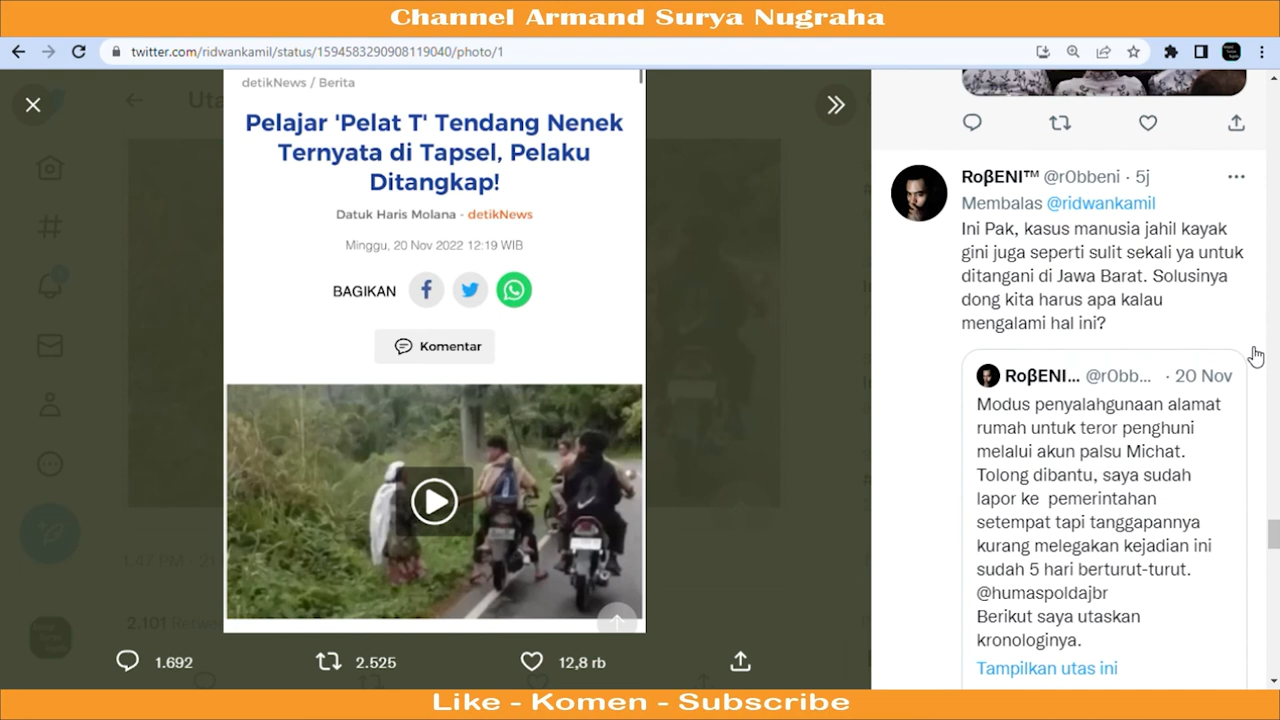 Channel Armand Surya Nugraha
twitter.com/ridwankamil/status/1594583290908119040/photo/1
detikNews / Berita
Pelajar 'Pelat T' Tendang Nenek
Ternyata di Tapsel, Pelaku
Ditangkap!
Datuk Haris Molana - detikNews
Minggu, 20 Nov 2022 12:19 WIB
BAGIKAN
Komentar
1.692
2.525
12,8 rb
RoβENI™ @r0bbeni · 5j
Membalas @ridwankamil
Ini Pak, kasus manusia jahil kayak
gini juga seperti sulit sekali ya untuk
ditangani di Jawa Barat. Solusinya
dong kita harus apa kalau
mengalami hal ini?
RoβENI... @r0bb... · 20 Nov
Modus penyalahgunaan alamat
rumah untuk teror penghuni
melalui akun palsu Michat.
Tolong dibantu, saya sudah
lapor ke pemerintahan
setempat tapi tanggapannya
kurang melegakan kejadian ini
sudah 5 hari berturut-turut.
@humaspoldajbr
Berikut saya utaskan
kronologinya.
Tampilkan utas ini
Like - Komen - Subscribe